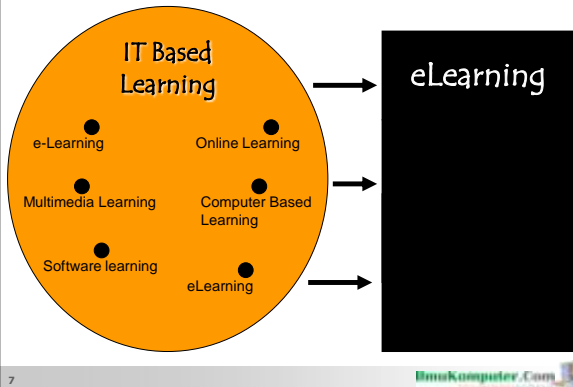 IT Based
Learning
eLearning
e-Learning
Online Learning
Multimedia Learning
Computer Based
Learning
Software learning
eLearning
7
IlmuKomputer.Com